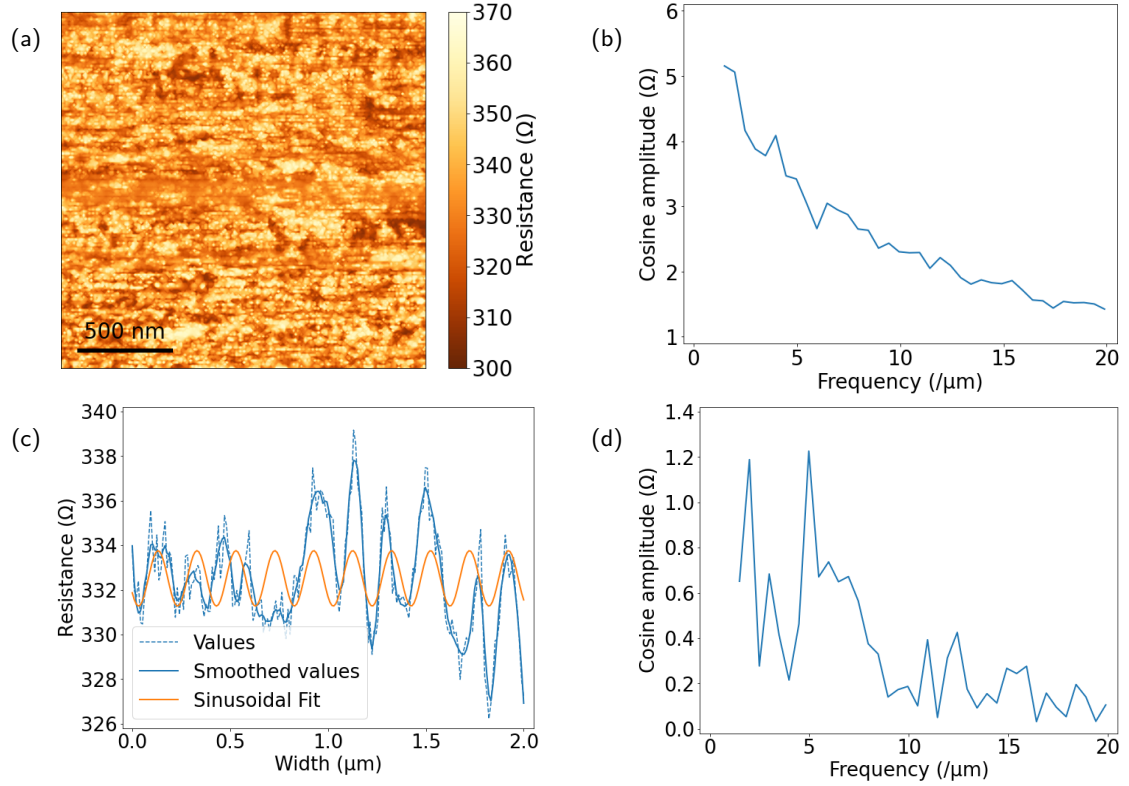 (a)
500 nm
370
360
350
340
330
320
310
300
Resistance (Ω)
(b)
6
5
4
3
2
1
Cosine amplitude (Ω)
5
10
15
20
Frequency (/μm)
(c)
340
338
336
334
332
330
328
326
Resistance (Ω)
Values
Smoothed values
Sinusoidal Fit
0.0
0.5
1.0
1.5
2.0
Width (μm)
(d)
1.4
1.2
1.0
0.8
0.6
0.4
0.2
0.0
Cosine amplitude (Ω)
0
5
10
15
20
Frequency (/μm)